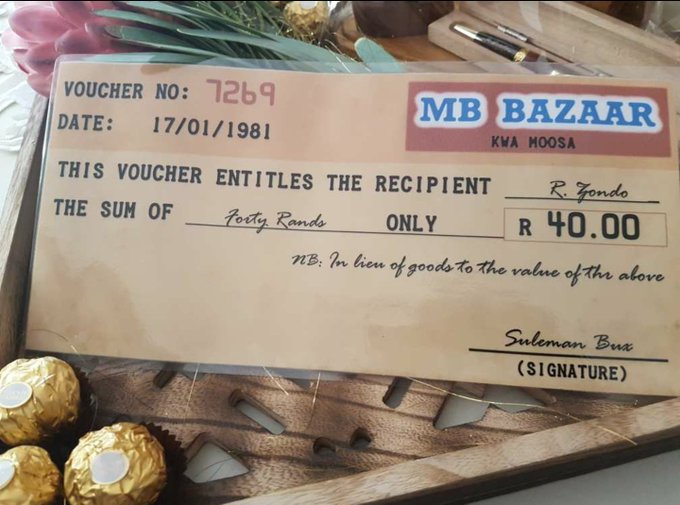 VOUCHER NO: 7269
MB BAZAAR
KWA MOOSA
DATE: 17/01/1981
THIS VOUCHER ENTITLES THE RECIPIENT R. Zondo
THE SUM OF Forty Rands ONLY R 40.00
NB: In lieu of goods to the value of the above
Suleman Bux
(SIGNATURE)